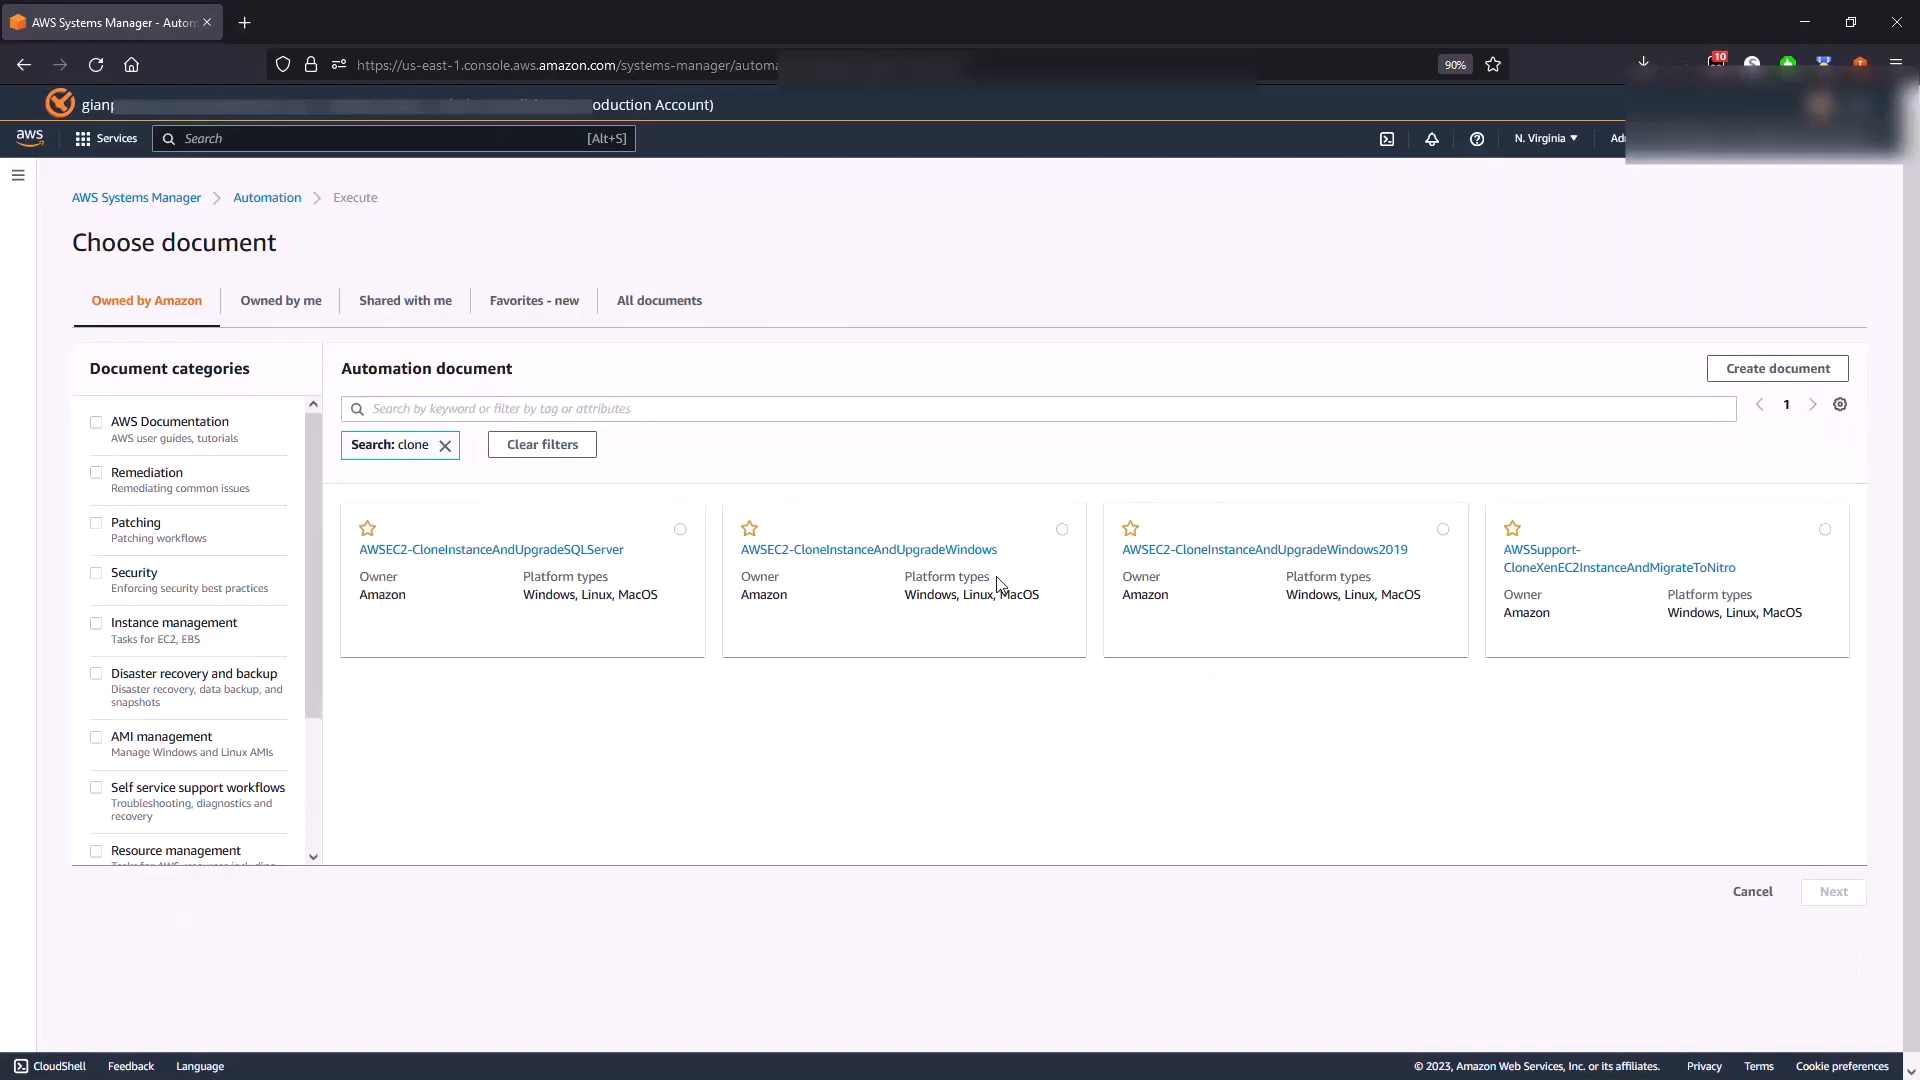 AWS Systems Manager - Autom
https://us-east-1.console.aws.amazon.com/systems-manager/automa
90%
10
oduction Account)
aws
Services
Search
[Alt+S]
N. Virginia
AWS Systems Manager
Automation
Execute
Choose document
Owned by Amazon
Owned by me
Shared with me
Favorites - new
All documents
Document categories
AWS Documentation
AWS user guides, tutorials
Remediation
Remediating common issues
Patching
Patching workflows
Security
Enforcing security best practices
Instance management
Tasks for EC2, EBS
Disaster recovery and backup
Disaster recovery, data backup, and
snapshots
AMI management
Manage Windows and Linux AMIs
Self service support workflows
Troubleshooting, diagnostics and
recovery
Resource management
Automation document
Create document
Search by keyword or filter by tag or attributes
1
Search: clone
Clear filters
AWSEC2-CloneInstanceAndUpgradeSQLServer
Owner
Platform types
Amazon
Windows, Linux, MacOS
AWSEC2-CloneInstanceAndUpgradeWindows
Owner
Platform types
Amazon
Windows, Linux, MacOS
AWSEC2-CloneInstanceAndUpgradeWindows2019
Owner
Platform types
Amazon
Windows, Linux, MacOS
AWSSupport-
CloneXenEC2InstanceAndMigrateToNitro
Owner
Platform types
Amazon
Windows, Linux, MacOS
Cancel
Next
CloudShell
Feedback
Language
© 2023, Amazon Web Services, Inc. or its affiliates.
Privacy
Terms
Cookie preferences